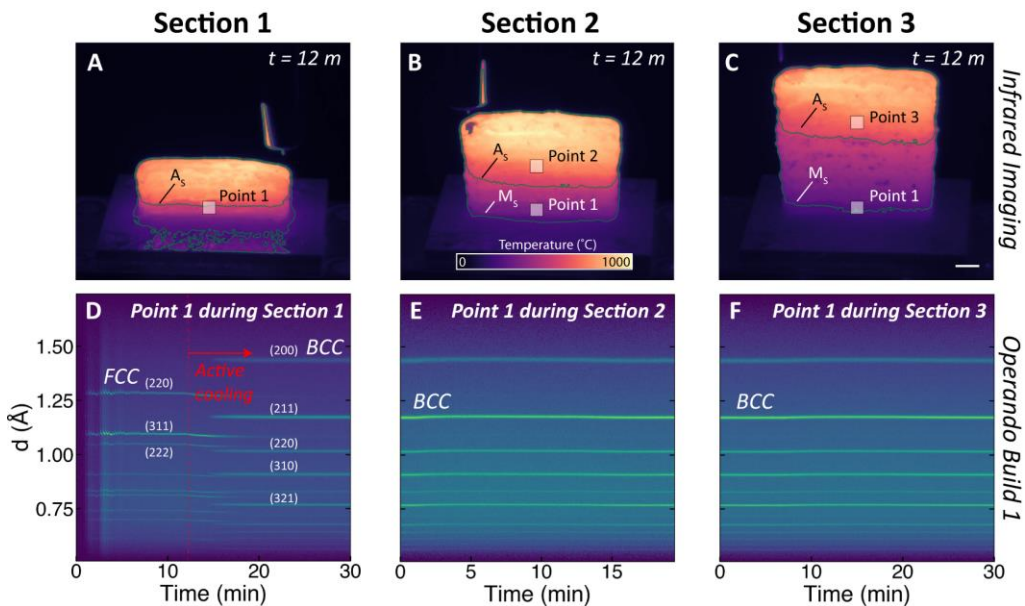 Section 1
Section 2
Section 3
A
t = 12 m
As
Point 1
B
t = 12 m
As
Point 2
Ms
Point 1
Temperature (˚C)
0
1000
C
t = 12 m
As
Point 3
Ms
Point 1
Infrared Imaging
D
Point 1 during Section 1
(200)
BCC
FCC
(220)
Active
cooling
(211)
(311)
(220)
(222)
(310)
(321)
1.50
1.25
1.00
0.75
d (Å)
0
10
20
30
Time (min)
E
Point 1 during Section 2
BCC
0
5
10
15
Time (min)
F
Point 1 during Section 3
BCC
0
10
20
30
Time (min)
Operando Build 1